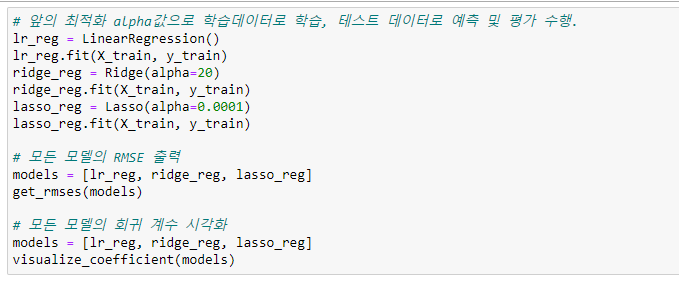 # 앞의 최적화 alpha값으로 학습데이터로 학습, 테스트 데이터로 예측 및 평가 수행.
lr_reg = LinearRegression()
lr_reg.fit(X_train, y_train)
ridge_reg = Ridge(alpha=20)
ridge_reg.fit(X_train, y_train)
lasso_reg = Lasso(alpha=0.0001)
lasso_reg.fit(X_train, y_train)
# 모든 모델의 RMSE 출력
models = [lr_reg, ridge_reg, lasso_reg]
get_rmses(models)
# 모든 모델의 회귀 계수 시각화
models = [lr_reg, ridge_reg, lasso_reg]
visualize_coefficient(models)